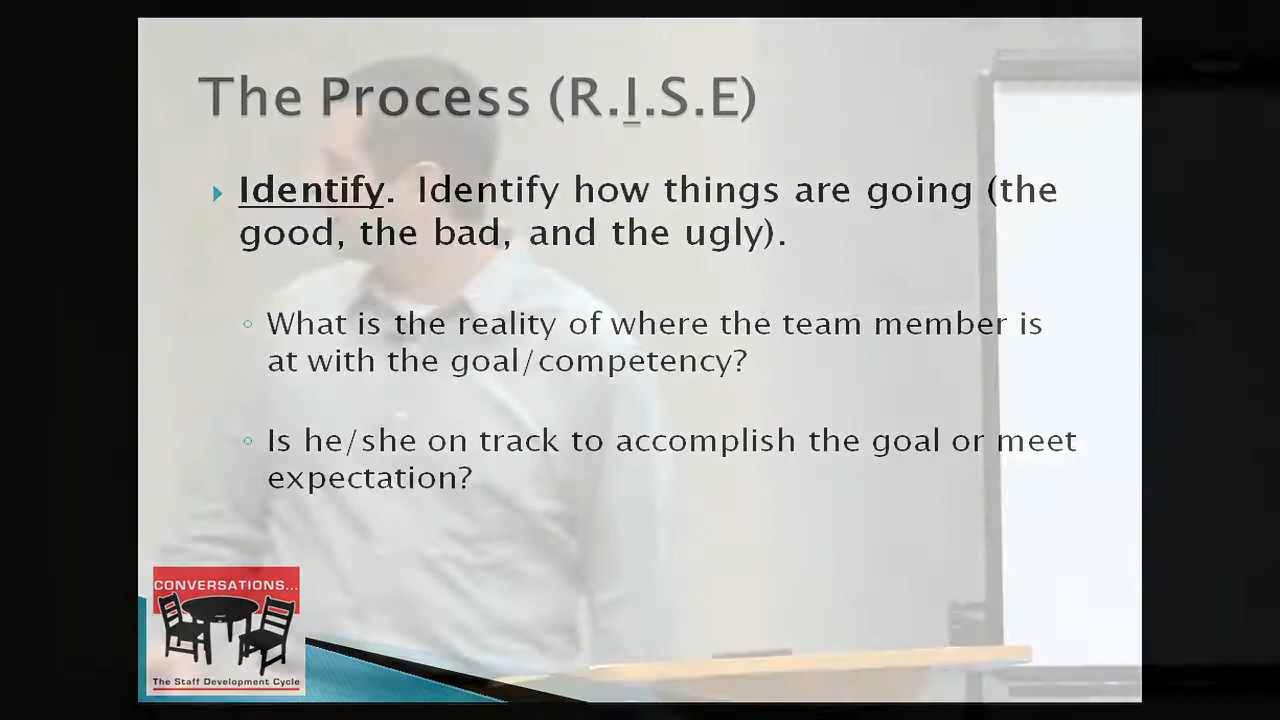 The Process (R.I.S.E)
Identify. Identify how things are going (the
good, the bad, and the ugly).
What is the reality of where the team member is
at with the goal/competency?
Is he/she on track to accomplish the goal or meet
expectation?
CONVERSATIONS...
The Staff Development Cycle